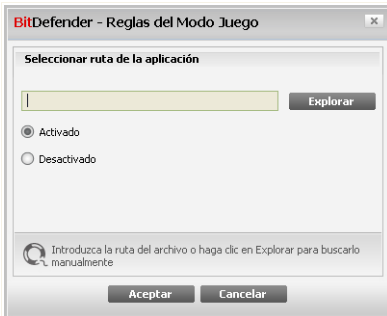 BitDefender - Reglas del Modo Juego
Seleccionar ruta de la aplicación
Explorar
Activado
Desactivado
Introduzca la ruta del archivo o haga clic en Explorar para buscarlo
manualmente
Aceptar Cancelar